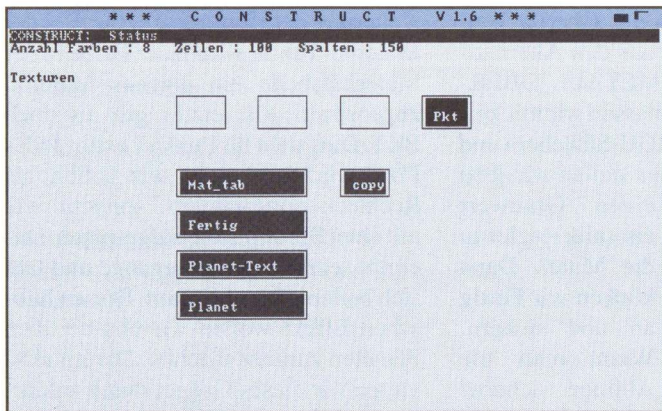 * * * C O N S T R U C T V 1.6 * * *
CONSTRUCT: Status
Anzahl Farben : 8 Zeilen : 100 Spalten : 150
Texturen
Pkt
Mat_tab copy
Fertig
Planet-Text
Planet